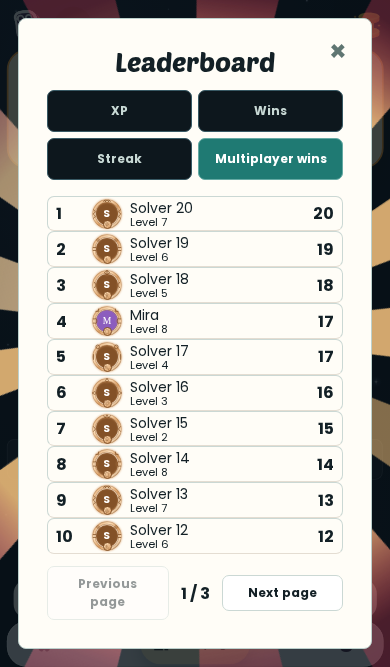 Leaderboard
✖
XP
Wins
Streak
Multiplayer wins
1 S Solver 20 20
Level 7
2 S Solver 19 19
Level 6
3 S Solver 18 18
Level 5
4 M Mira 17
Level 8
5 S Solver 17 17
Level 4
6 S Solver 16 16
Level 3
7 S Solver 15 15
Level 2
8 S Solver 14 14
Level 8
9 S Solver 13 13
Level 7
10 S Solver 12 12
Level 6
Previous
page
1 / 3
Next page